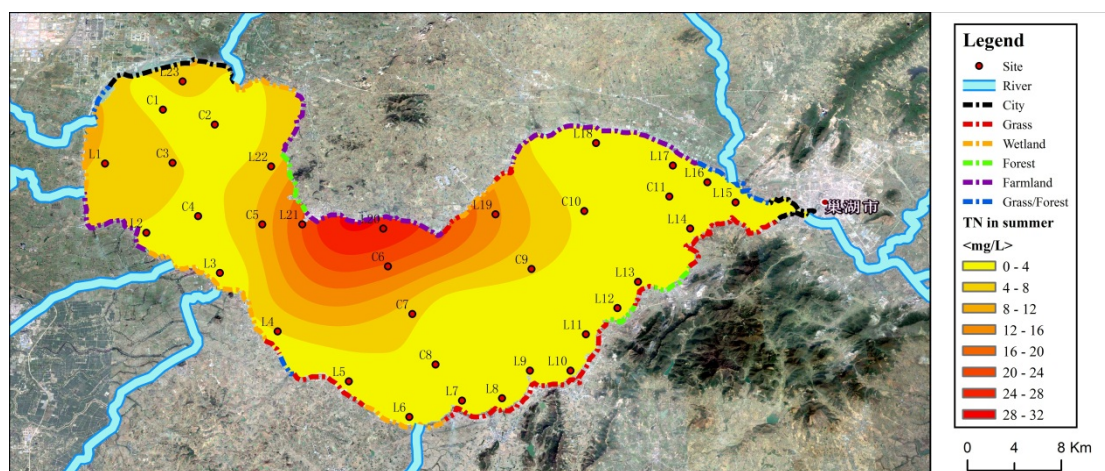 L23
C1
C2
L1
C3
L22
C4
L2
C5
L21
L20
L19
C6
L3
L4
C7
C8
L5
L6
L7
L8
L9
L10
L11
L12
L13
C9
C10
L18
L17
L16
C11
L15
L14
巢湖市
Legend
Site
River
City
Grass
Wetland
Forest
Farmland
Grass/Forest
TN in summer
<mg/L>
0 - 4
4 - 8
8 - 12
12 - 16
16 - 20
20 - 24
24 - 28
28 - 32
0 4 8 Km